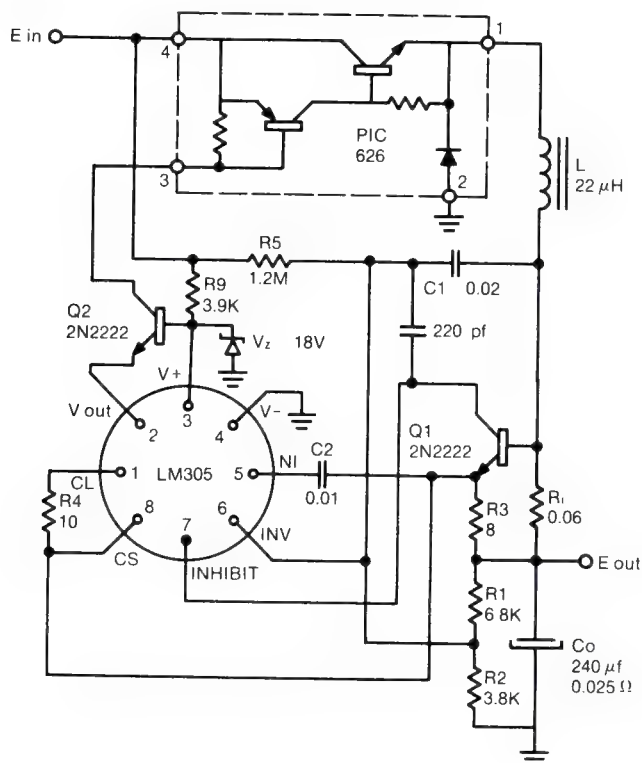 E in
4
1
PIC
626
3
2
L
22 μH
R5
1.2M
C1
0.02
R9
3.9K
Q2
2N2222
Vz
18V
220 pf
V+
V out
V−
3
2
4
Q1
2N2222
NI
C2
0.01
CL
1
LM305
5
R4
10
8
7
6
INV
CS
INHIBIT
R3
8
Rı
0.06
E out
R1
6 8K
R2
3.8K
Co
240 μf
0.025 Ω